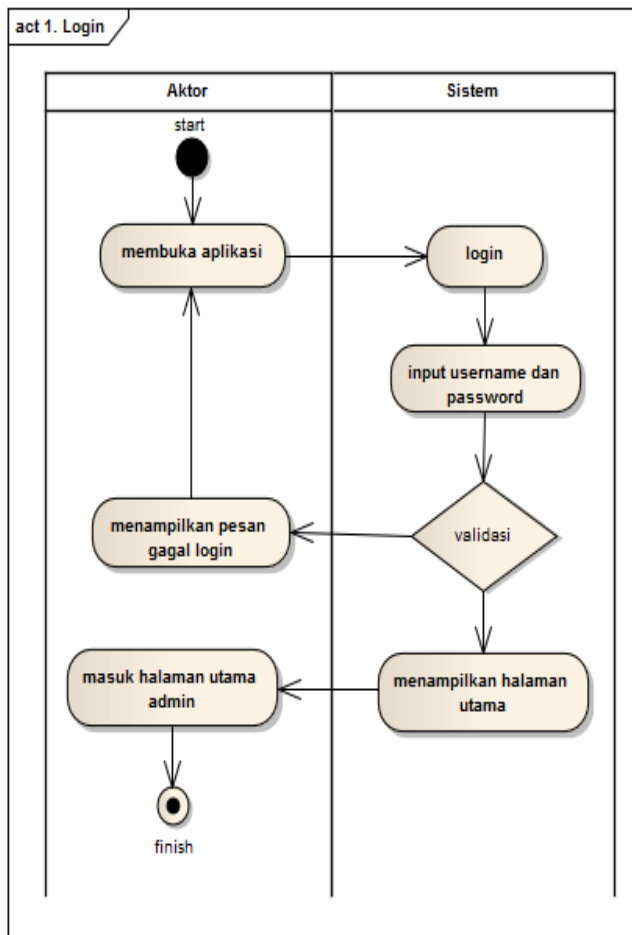 act 1. Login
Aktor
Sistem
start
membuka aplikasi
login
input username dan
password
validasi
menampilkan pesan
gagal login
menampilkan halaman
utama
masuk halaman utama
admin
finish